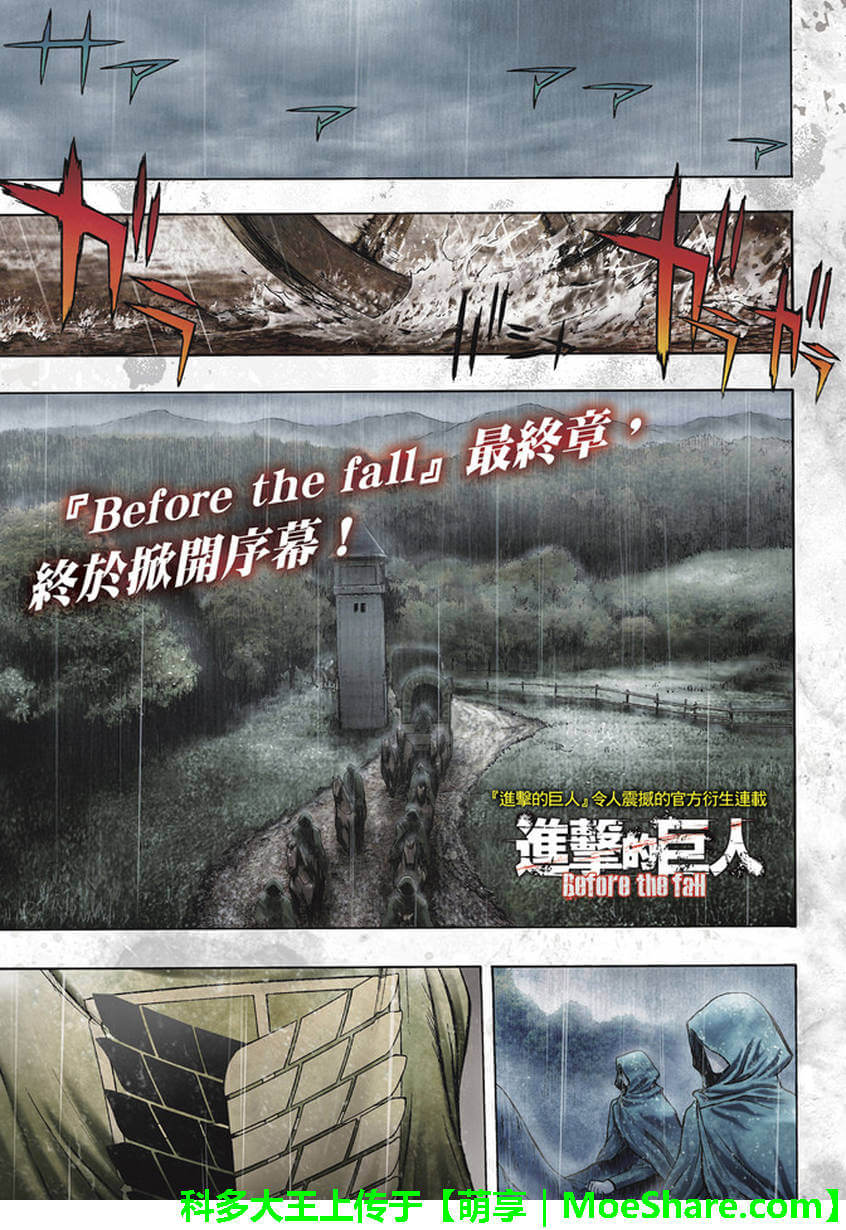 ザァァァァァ
ガラガラガラ
『Before the fall』最終章，
終於掀開序幕！
『進擊的巨人』令人震撼的官方衍生連載
進擊的巨人
Before the fall
科多大王上传于【萌享｜MoeShare.com】